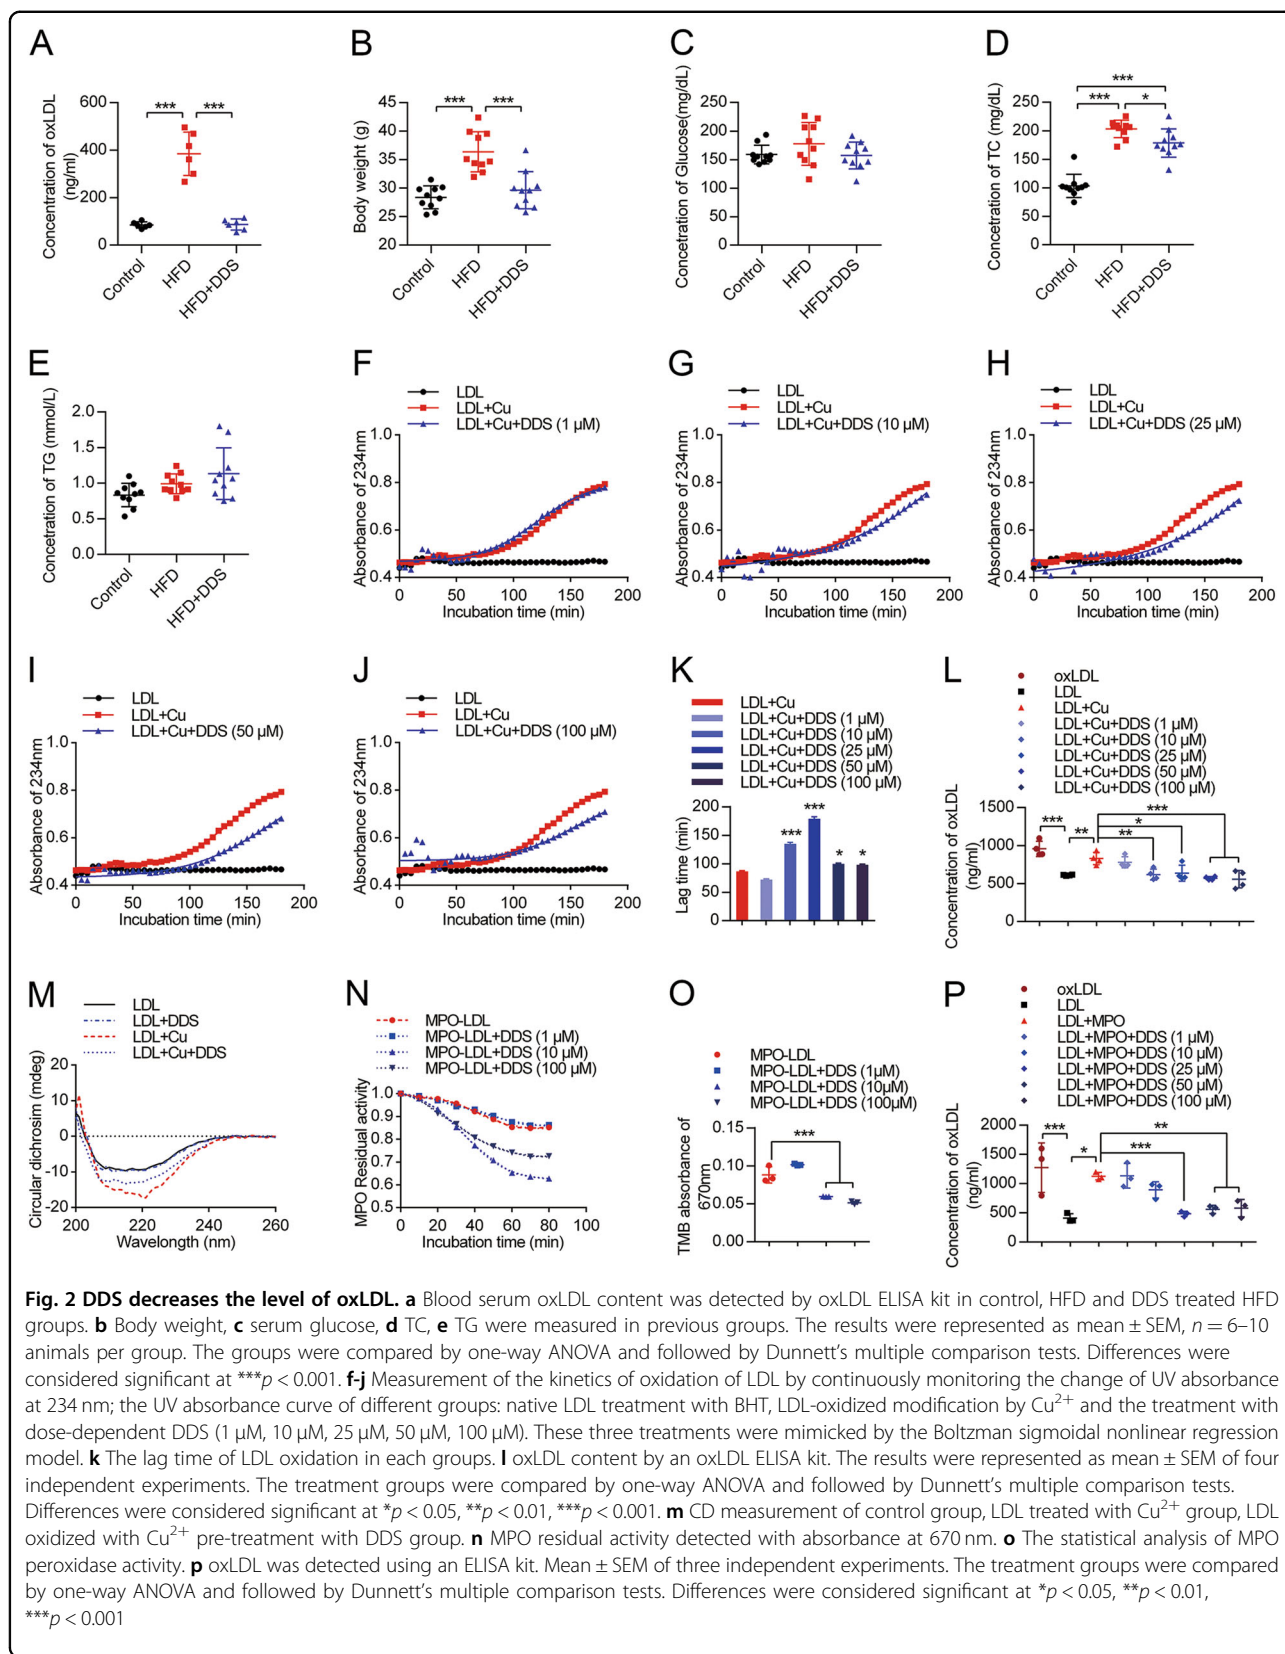 A
Concentration of oxLDL
(ng/ml)
600
400
200
0
***
***
Control
HFD
HFD+DDS
B
Body weight (g)
45
40
35
30
25
20
***
***
Control
HFD
HFD+DDS
C
Concetration of Glucose(mg/dL)
250
200
150
100
50
0
Control
HFD
HFD+DDS
D
Concetration of TC (mg/dL)
250
200
150
100
50
0
***
***
*
Control
HFD
HFD+DDS
E
Concetration of TG (mmol/L)
2.0
1.5
1.0
0.5
0.0
Control
HFD
HFD+DDS
F
LDL
LDL+Cu
LDL+Cu+DDS (1 µM)
Absorbance of 234nm
1.0
0.8
0.6
0.4
0 50 100 150 200
Incubation time (min)
G
LDL
LDL+Cu
LDL+Cu+DDS (10 µM)
Absorbance of 234nm
1.0
0.8
0.6
0.4
0 50 100 150 200
Incubation time (min)
H
LDL
LDL+Cu
LDL+Cu+DDS (25 µM)
Absorbance of 234nm
1.0
0.8
0.6
0.4
0 50 100 150 200
Incubation time (min)
I
LDL
LDL+Cu
LDL+Cu+DDS (50 µM)
Absorbance of 234nm
1.0
0.8
0.6
0.4
0 50 100 150 200
Incubation time (min)
J
LDL
LDL+Cu
LDL+Cu+DDS (100 µM)
Absorbance of 234nm
1.0
0.8
0.6
0.4
0 50 100 150 200
Incubation time (min)
K
LDL+Cu
LDL+Cu+DDS (1 µM)
LDL+Cu+DDS (10 µM)
LDL+Cu+DDS (25 µM)
LDL+Cu+DDS (50 µM)
LDL+Cu+DDS (100 µM)
Lag time (min)
200
150
100
50
0
***
***
*
*
L
oxLDL
LDL
LDL+Cu
LDL+Cu+DDS (1 µM)
LDL+Cu+DDS (10 µM)
LDL+Cu+DDS (25 µM)
LDL+Cu+DDS (50 µM)
LDL+Cu+DDS (100 µM)
Concentration of oxLDL
(ng/ml)
1500
1000
500
0
***
**
**
*
***
M
LDL
LDL+DDS
LDL+Cu
LDL+Cu+DDS
Circular dichrosim (mdeg)
20
10
0
-10
-20
-30
200 220 240 260
Wavelength (nm)
N
MPO-LDL
MPO-LDL+DDS (1 µM)
MPO-LDL+DDS (10 µM)
MPO-LDL+DDS (100 µM)
MPO Residual activity
1.0
0.9
0.8
0.7
0.6
0.5
0.4
0 20 40 60 80 100
Incubation time (min)
O
MPO-LDL
MPO-LDL+DDS (1µM)
MPO-LDL+DDS (10µM)
MPO-LDL+DDS (100µM)
TMB absorbance of
670nm
0.15
0.10
0.05
0.00
***
P
oxLDL
LDL
LDL+MPO
LDL+MPO+DDS (1 µM)
LDL+MPO+DDS (10 µM)
LDL+MPO+DDS (25 µM)
LDL+MPO+DDS (50 µM)
LDL+MPO+DDS (100 µM)
Concentration of oxLDL
(ng/ml)
2000
1500
1000
500
0
***
*
***
**
Fig. 2 DDS decreases the level of oxLDL. a Blood serum oxLDL content was detected by oxLDL ELISA kit in control, HFD and DDS treated HFD
groups. b Body weight, c serum glucose, d TC, e TG were measured in previous groups. The results were represented as mean ± SEM, n = 6–10
animals per group. The groups were compared by one-way ANOVA and followed by Dunnett's multiple comparison tests. Differences were
considered significant at ***p < 0.001. f-j Measurement of the kinetics of oxidation of LDL by continuously monitoring the change of UV absorbance
at 234 nm; the UV absorbance curve of different groups: native LDL treatment with BHT, LDL-oxidized modification by Cu²⁺ and the treatment with
dose-dependent DDS (1 µM, 10 µM, 25 µM, 50 µM, 100 µM). These three treatments were mimicked by the Boltzman sigmoidal nonlinear regression
model. k The lag time of LDL oxidation in each groups. l oxLDL content by an oxLDL ELISA kit. The results were represented as mean ± SEM of four
independent experiments. The treatment groups were compared by one-way ANOVA and followed by Dunnett's multiple comparison tests.
Differences were considered significant at *p < 0.05, **p < 0.01, ***p < 0.001. m CD measurement of control group, LDL treated with Cu²⁺ group, LDL
oxidized with Cu²⁺ pre-treatment with DDS group. n MPO residual activity detected with absorbance at 670 nm. o The statistical analysis of MPO
peroxidase activity. p oxLDL was detected using an ELISA kit. Mean ± SEM of three independent experiments. The treatment groups were compared
by one-way ANOVA and followed by Dunnett's multiple comparison tests. Differences were considered significant at *p < 0.05, **p < 0.01,
***p < 0.001